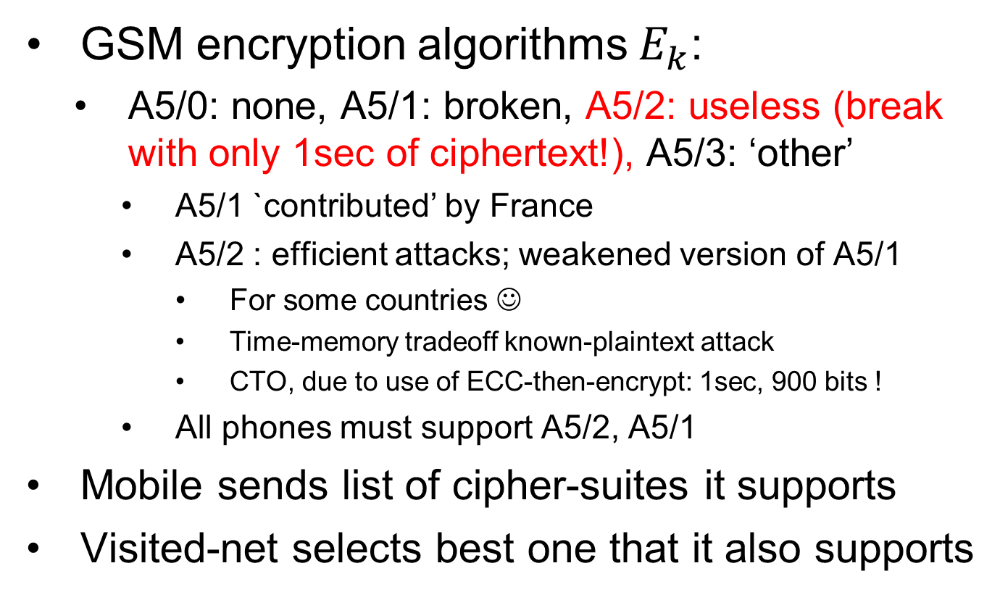 • GSM encryption algorithms 𝐸𝑘:
• A5/0: none, A5/1: broken, A5/2: useless (break
with only 1sec of ciphertext!), A5/3: ‘other’
• A5/1 `contributed’ by France
• A5/2 : efficient attacks; weakened version of A5/1
• For some countries ☺
• Time-memory tradeoff known-plaintext attack
• CTO, due to use of ECC-then-encrypt: 1sec, 900 bits !
• All phones must support A5/2, A5/1
• Mobile sends list of cipher-suites it supports
• Visited-net selects best one that it also supports